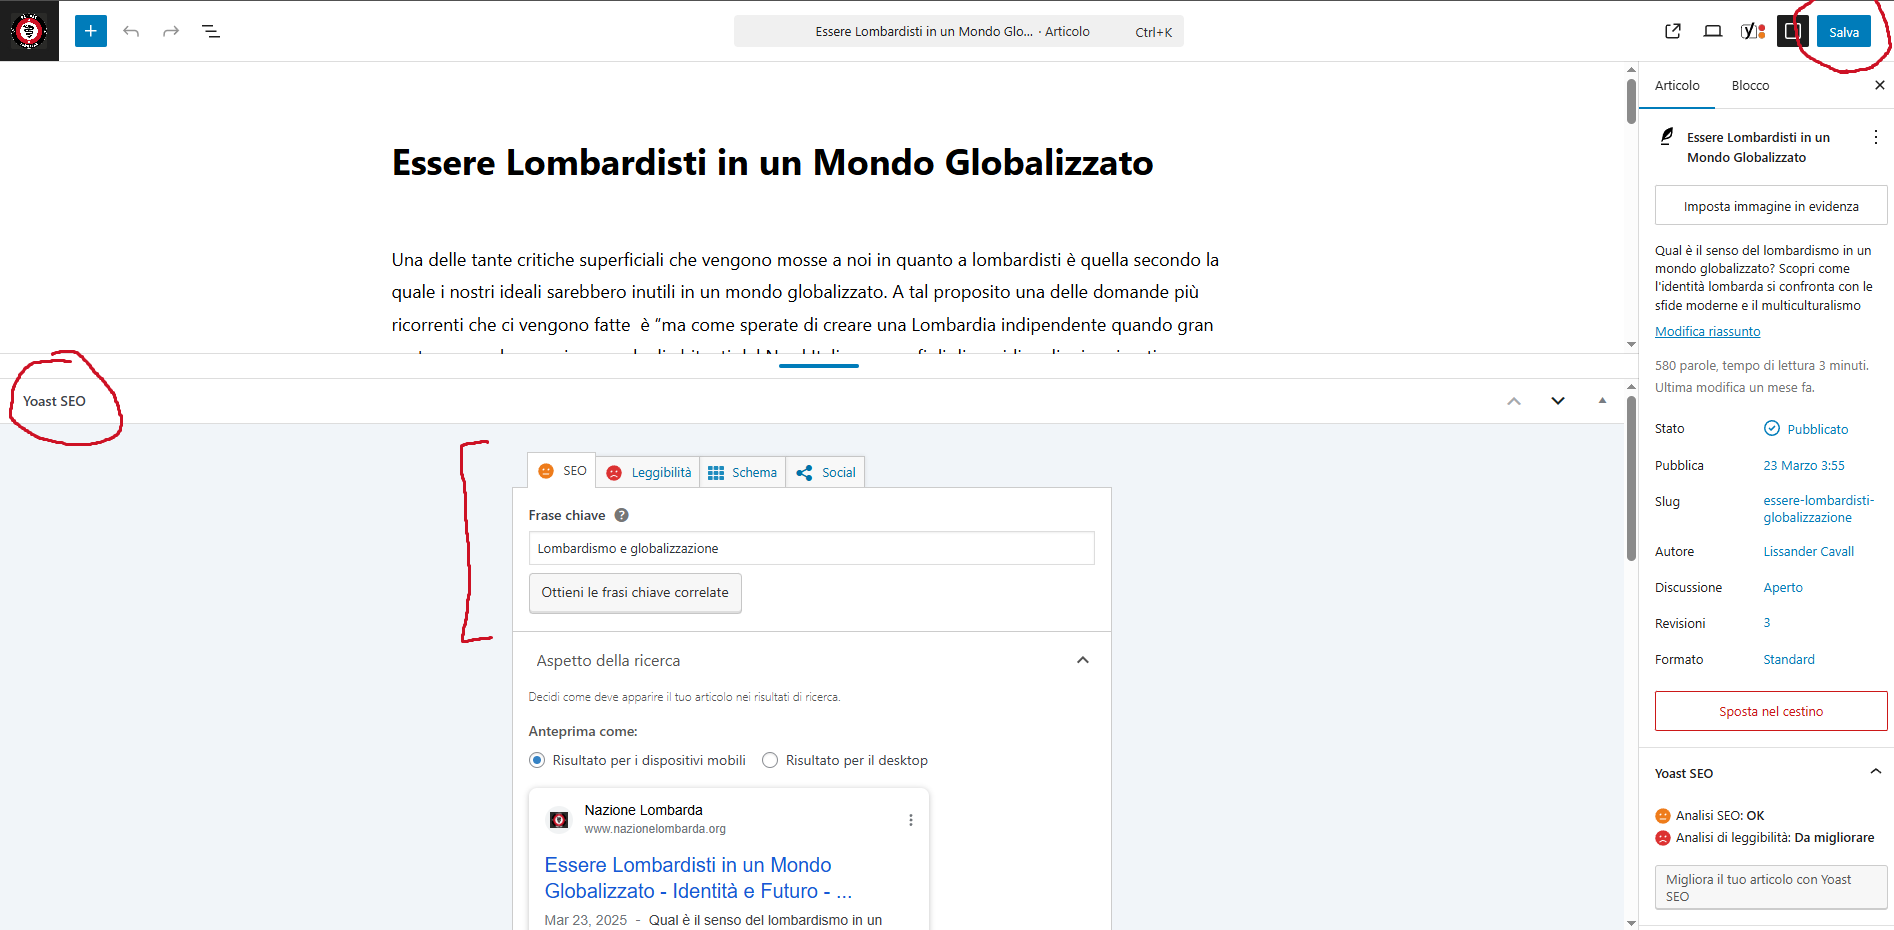 Essere Lombardisti in un Mondo Glo... · Articolo
Ctrl+K
Salva
Essere Lombardisti in un Mondo Globalizzato
Una delle tante critiche superficiali che vengono mosse a noi in quanto a lombardisti è quella secondo la
quale i nostri ideali sarebbero inutili in un mondo globalizzato. A tal proposito una delle domande più
ricorrenti che ci vengono fatte è “ma come sperate di creare una Lombardia indipendente quando gran
Yoast SEO
SEO
Leggibilità
Schema
Social
Frase chiave
Lombardismo e globalizzazione
Ottieni le frasi chiave correlate
Aspetto della ricerca
Decidi come deve apparire il tuo articolo nei risultati di ricerca.
Anteprima come:
Risultato per i dispositivi mobili
Risultato per il desktop
Nazione Lombarda
www.nazionelombarda.org
Essere Lombardisti in un Mondo
Globalizzato - Identità e Futuro - ...
Mar 23, 2025 - Qual è il senso del lombardismo in un
Articolo
Blocco
Essere Lombardisti in un
Mondo Globalizzato
Imposta immagine in evidenza
Qual è il senso del lombardismo in un
mondo globalizzato? Scopri come
l'identità lombarda si confronta con le
sfide moderne e il multiculturalismo
Modifica riassunto
580 parole, tempo di lettura 3 minuti.
Ultima modifica un mese fa.
Stato
Pubblicato
Pubblica
23 Marzo 3:55
Slug
essere-lombardisti-
globalizzazione
Autore
Lissander Cavall
Discussione
Aperto
Revisioni
3
Formato
Standard
Sposta nel cestino
Yoast SEO
Analisi SEO: OK
Analisi di leggibilità: Da migliorare
Migliora il tuo articolo con Yoast
SEO